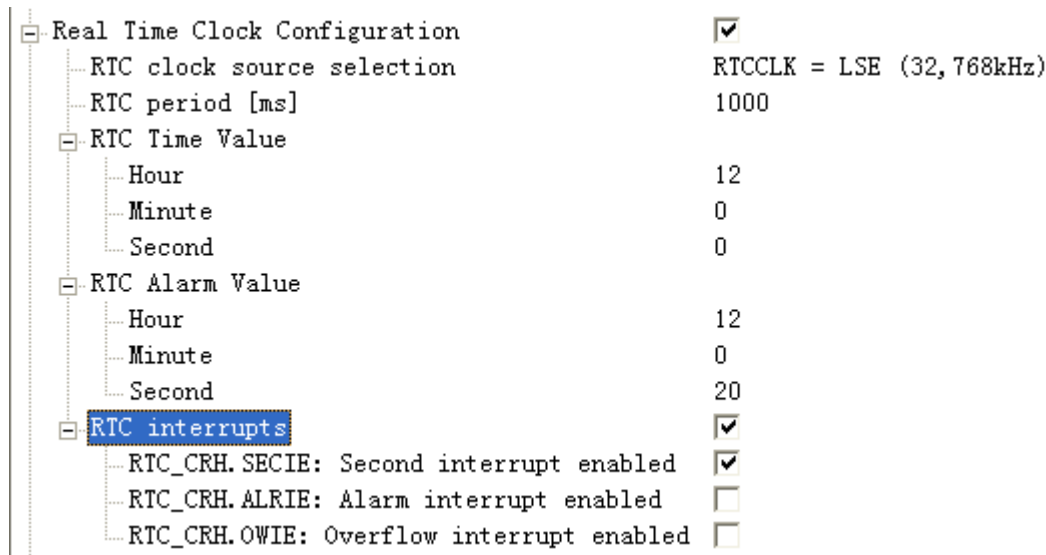 Real Time Clock Configuration
RTC clock source selection RTCCLK = LSE (32,768kHz)
RTC period [ms] 1000
RTC Time Value
Hour 12
Minute 0
Second 0
RTC Alarm Value
Hour 12
Minute 0
Second 20
RTC interrupts
RTC_CRH.SECIE: Second interrupt enabled
RTC_CRH.ALRIE: Alarm interrupt enabled
RTC_CRH.OWIE: Overflow interrupt enabled